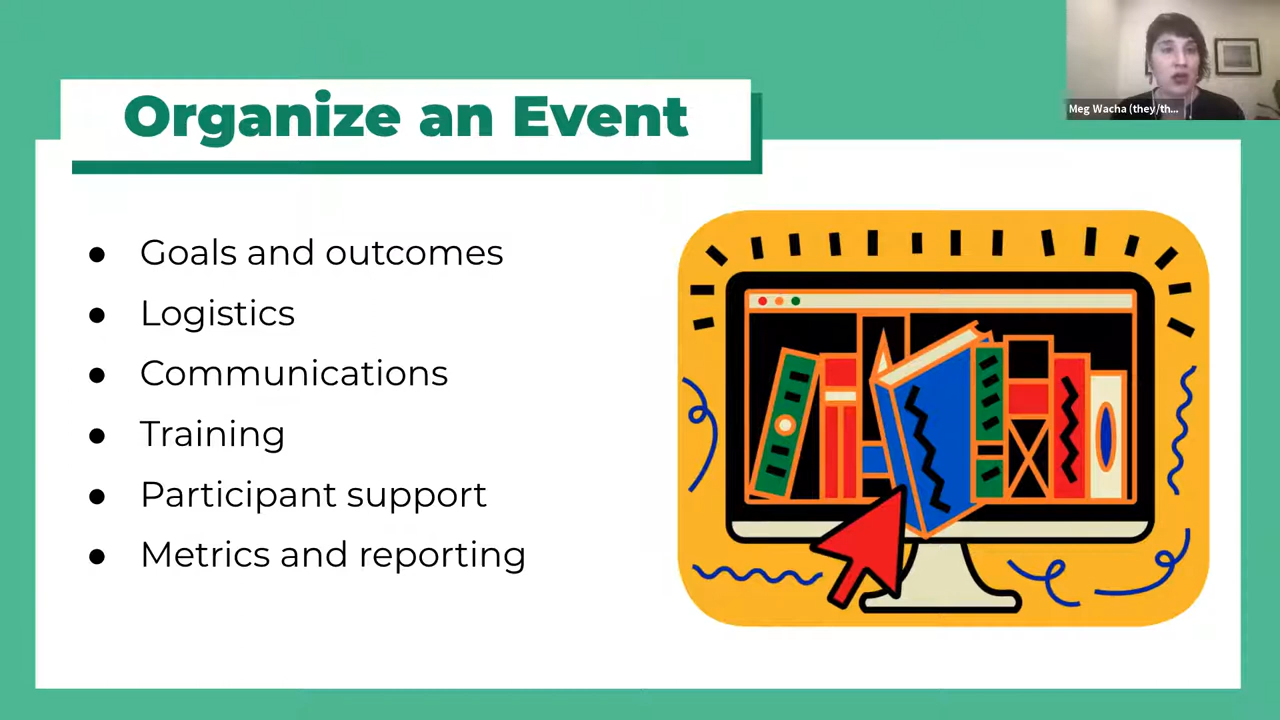 Organize an Event
Meg Wacha (they/th...
● Goals and outcomes
● Logistics
● Communications
● Training
● Participant support
● Metrics and reporting